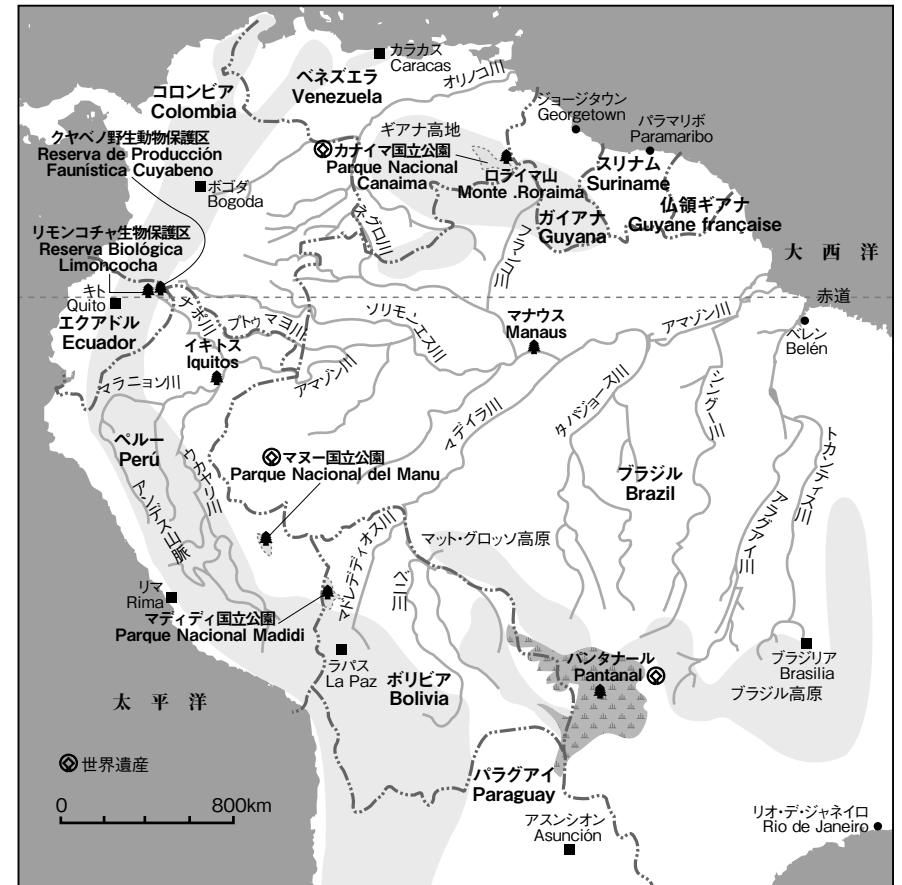 カラカス
Caracas
オリノコ川
ベネズエラ
Venezuela
コロンビア
Colombia
ジョージタウン
Georgetown
パラマリボ
Paramaribo
クヤベノ野生動物保護区
Reserva de Producción
Faunística Cuyabeno
ギアナ高地
カナイマ国立公園
Parque Nacional
Canaima
ロライマ山
Monte .Roraima
スリナム
Suriname
仏領ギアナ
Guyane française
ガイアナ
Guyana
ボゴダ
Bogoda
リモンコチャ生物保護区
Reserva Biológica
Limoncocha
ネグロ川
ブランコ川
大西洋
キト
Quito
赤道
エクアドル
Ecuador
ナポ川
プトゥマヨ川
ソリモンエス川
マナウス
Manaus
アマゾン川
ベレン
Belén
イキトス
Iquitos
マラニョン川
アマゾン川
マデイラ川
タパジョース川
シングー川
トカンティス川
ペルー
Perú
ウカヤリ川
アンデス山脈
マヌー国立公園
Parque Nacional del Manu
ブラジル
Brazil
アラグアイ川
マドレデディオス川
マット・グロッソ高原
ベニ川
リマ
Rima
マディディ国立公園
Parque Nacional Madidi
ラパス
La Paz
ボリビア
Bolivia
パンタナール
Pantanal
ブラジリア
Brasilia
ブラジル高原
太平洋
世界遺産
0 800km
パラグアイ
Paraguay
アスンシオン
Asunción
リオ・デ・ジャネイロ
Rio de Janeiro